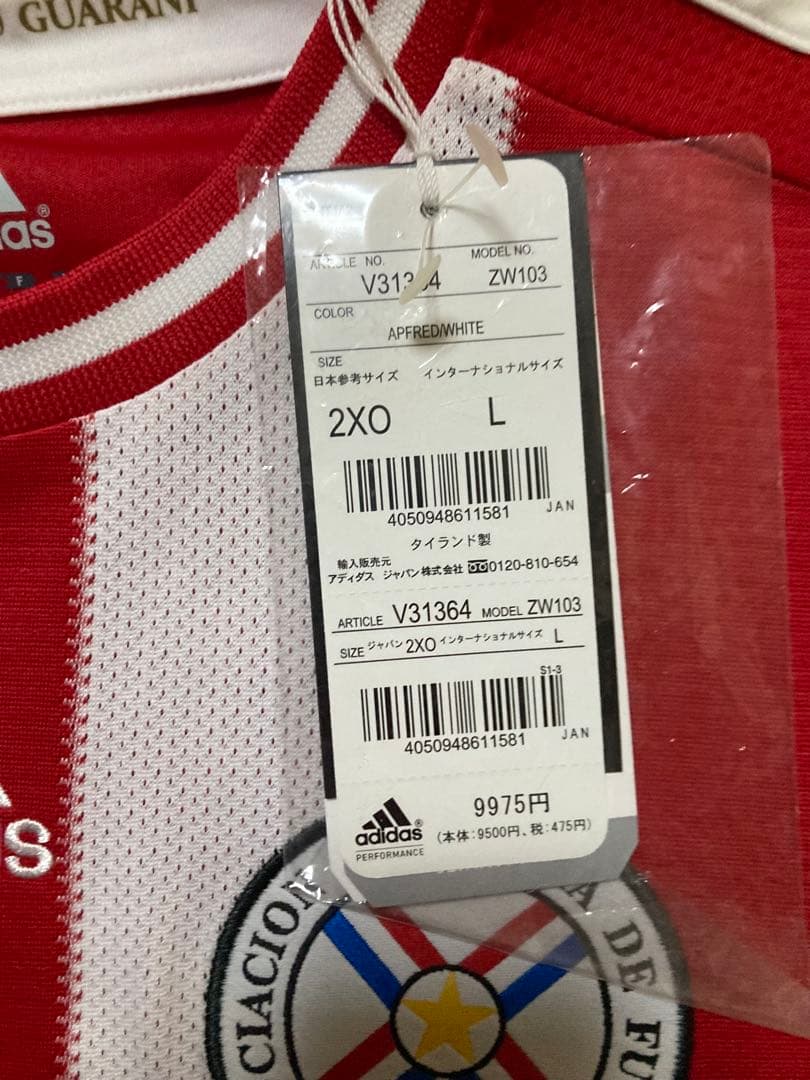 GUARANI
adidas
ARTICLE NO. MODEL NO.
V31364 ZW103
COLOR
APFRED/WHITE
SIZE
日本参考サイズ インターナショナルサイズ
2XO L
4050948611581 JAN
タイランド製
輸入販売元
アディダス ジャパン株式会社 0120-810-654
ARTICLE V31364 MODEL ZW103
SIZE ジャパン 2XO インターナショナルサイズ L
S1-3
4050948611581 JAN
9975円
(本体:9500円、税:475円)
adidas®
PERFORMANCE
CIACION
A DE FU